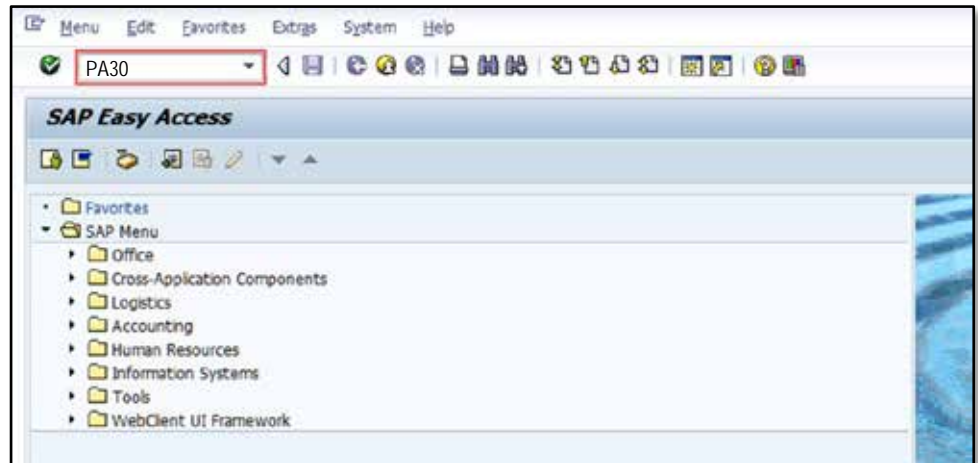 Menu Edit Favorites Extras System Help
PA30
SAP Easy Access
Favorites
SAP Menu
Office
Cross-Application Components
Logistics
Accounting
Human Resources
Information Systems
Tools
WebClient UI Framework